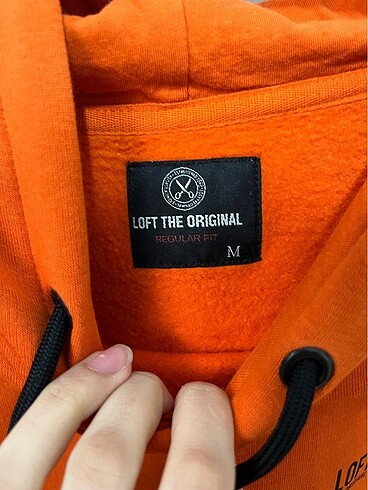 LOFT THE ORIGINAL
REGULAR FIT
M